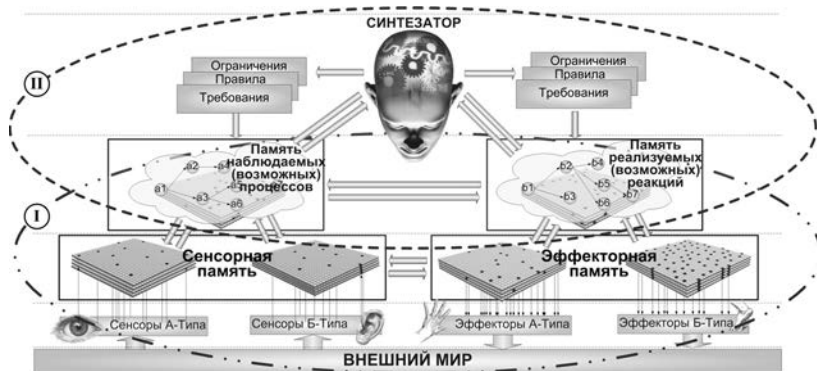 СИНТЕЗАТОР
Ограничения
Правила
Требования
Ограничения
Правила
Требования
II
Память
наблюдаемых
(возможных)
процессов
a1
a2
a3
a6
Память
реализуемых
(возможных)
реакций
b1
b2
b3
b4
b5
b6
b7
I
Сенсорная
память
Эффекторная
память
Сенсоры А-Типа
Сенсоры Б-Типа
Эффекторы А-Типа
Эффекторы Б-Типа
ВНЕШНИЙ МИР